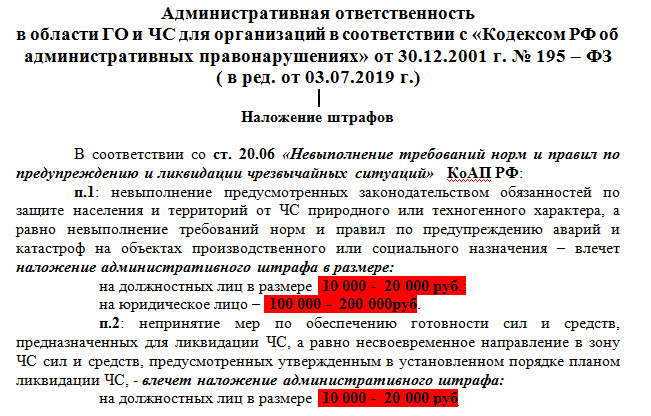 Административная ответственность
в области ГО и ЧС для организаций в соответствии с «Кодексом РФ об
административных правонарушениях» от 30.12.2001 г. № 195 – ФЗ
( в ред. от 03.07.2019 г.)
Наложение штрафов
В соответствии со ст. 20.06 «Невыполнение требований норм и правил по
предупреждению и ликвидации чрезвычайных ситуаций» КоАП РФ:
п.1: невыполнение предусмотренных законодательством обязанностей по
защите населения и территорий от ЧС природного или техногенного характера, а
равно невыполнение требований норм и правил по предупреждению аварий и
катастроф на объектах производственного или социального назначения – влечет
наложение административного штрафа в размере:
на должностных лиц в размере 10 000 - 20 000 руб.;
на юридическое лицо – 100 000 - 200 000руб.
п.2: непринятие мер по обеспечению готовности сил и средств,
предназначенных для ликвидации ЧС, а равно несвоевременное направление в зону
ЧС сил и средств, предусмотренных утвержденным в установленном порядке планом
ликвидации ЧС, - влечет наложение административного штрафа:
на должностных лиц в размере 10 000 - 20 000 руб